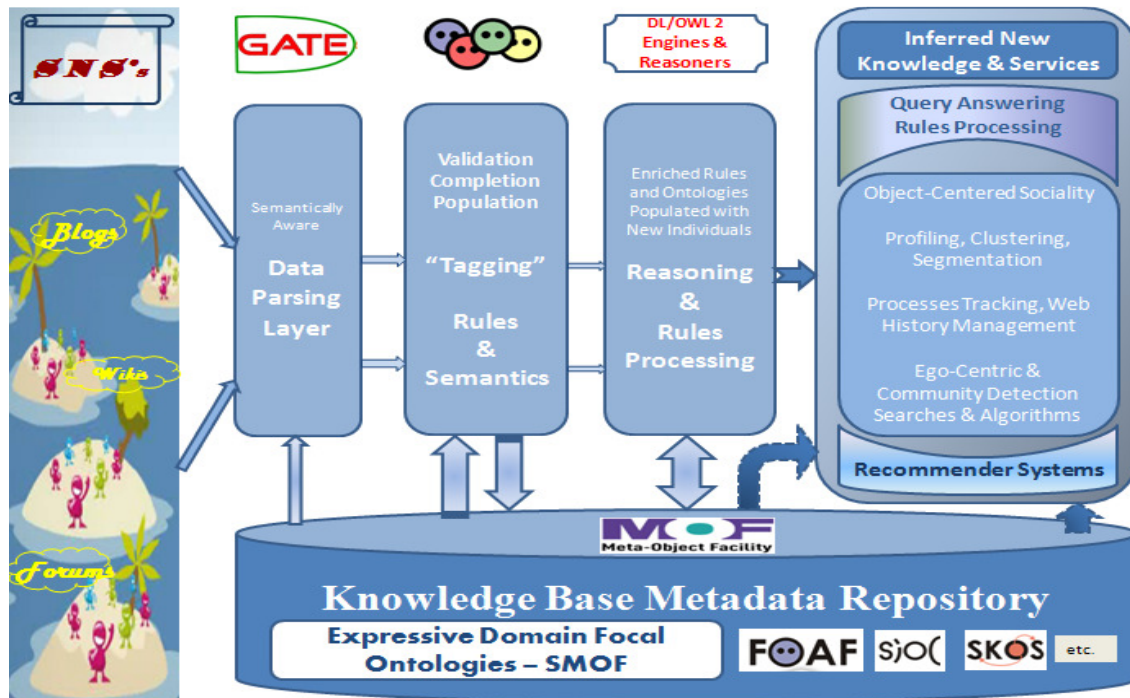 SNS's
Blogs
Wikis
Forums
GATE
DL/OWL 2
Engines &
Reasoners
Semantically
Aware
Data
Parsing
Layer
Validation
Completion
Population
“Tagging”
Rules
&
Semantics
Enriched Rules
and Ontologies
Populated with
New Individuals
Reasoning
&
Rules
Processing
Inferred New
Knowledge & Services
Query Answering
Rules Processing
Object-Centered Sociality
Profiling, Clustering,
Segmentation
Processes Tracking, Web
History Management
Ego-Centric &
Community Detection
Searches & Algorithms
Recommender Systems
MOF
Meta-Object Facility
Knowledge Base Metadata Repository
Expressive Domain Focal
Ontologies – SMOF
FOAF
SIOC
SKOS
etc.